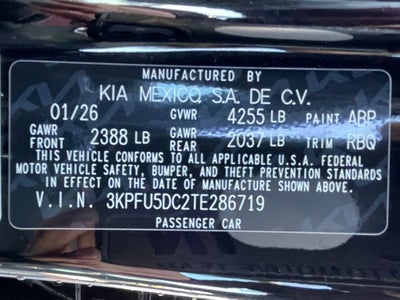 MANUFACTURED BY
KIA MEXICO, S.A. DE C.V.
01/26 GVWR 4255 LB PAINT ABP
GAWR FRONT 2388 LB GAWR REAR 2037 LB TRIM RBQ
THIS VEHICLE CONFORMS TO ALL APPLICABLE U.S.A. FEDERAL
MOTOR VEHICLE SAFETY, BUMPER, AND THEFT PREVENTION STANDARDS
IN EFFECT ON THE DATE OF MANUFACTURE SHOWN ABOVE.
V.I.N. 3KPFU5DC2TE286719
PASSENGER CAR